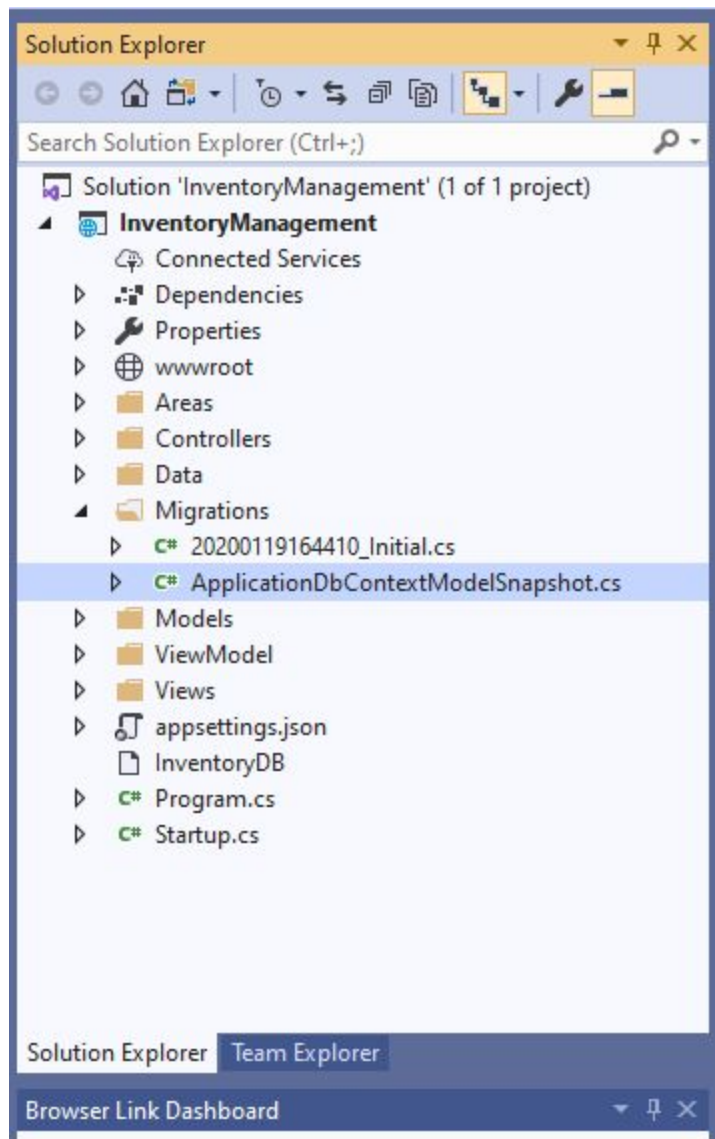 Solution Explorer
Search Solution Explorer (Ctrl+;)
Solution 'InventoryManagement' (1 of 1 project)
InventoryManagement
Connected Services
Dependencies
Properties
wwwroot
Areas
Controllers
Data
Migrations
C# 20200119164410_Initial.cs
C# ApplicationDbContextModelSnapshot.cs
Models
ViewModel
Views
appsettings.json
InventoryDB
C# Program.cs
C# Startup.cs
Solution Explorer Team Explorer
Browser Link Dashboard